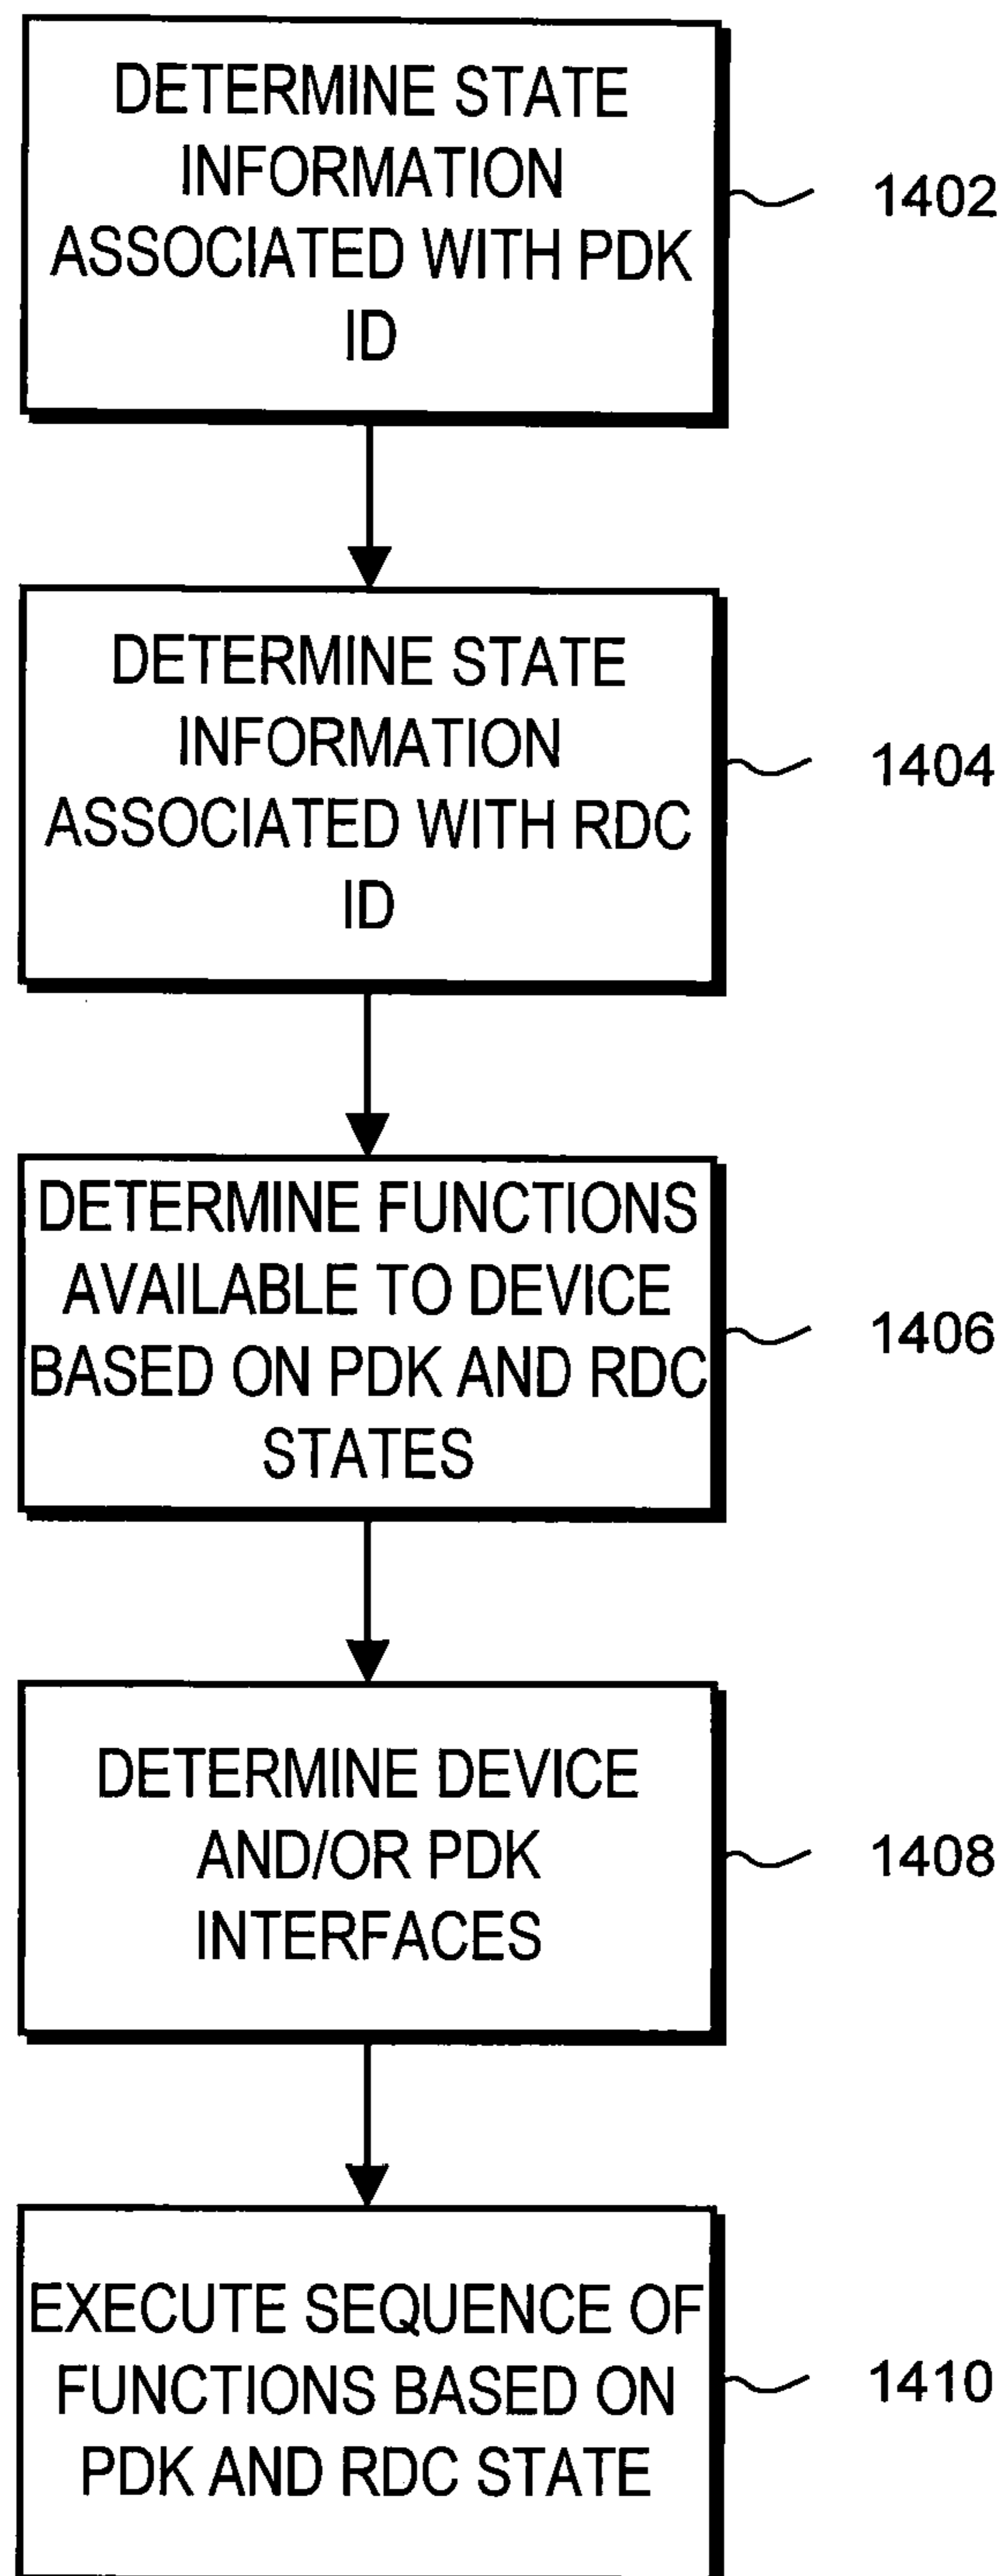 DETERMINE STATE
INFORMATION
ASSOCIATED WITH PDK
ID
1402
DETERMINE STATE
INFORMATION
ASSOCIATED WITH RDC
ID
1404
DETERMINE FUNCTIONS
AVAILABLE TO DEVICE
BASED ON PDK AND RDC
STATES
1406
DETERMINE DEVICE
AND/OR PDK
INTERFACES
1408
EXECUTE SEQUENCE OF
FUNCTIONS BASED ON
PDK AND RDC STATE
1410